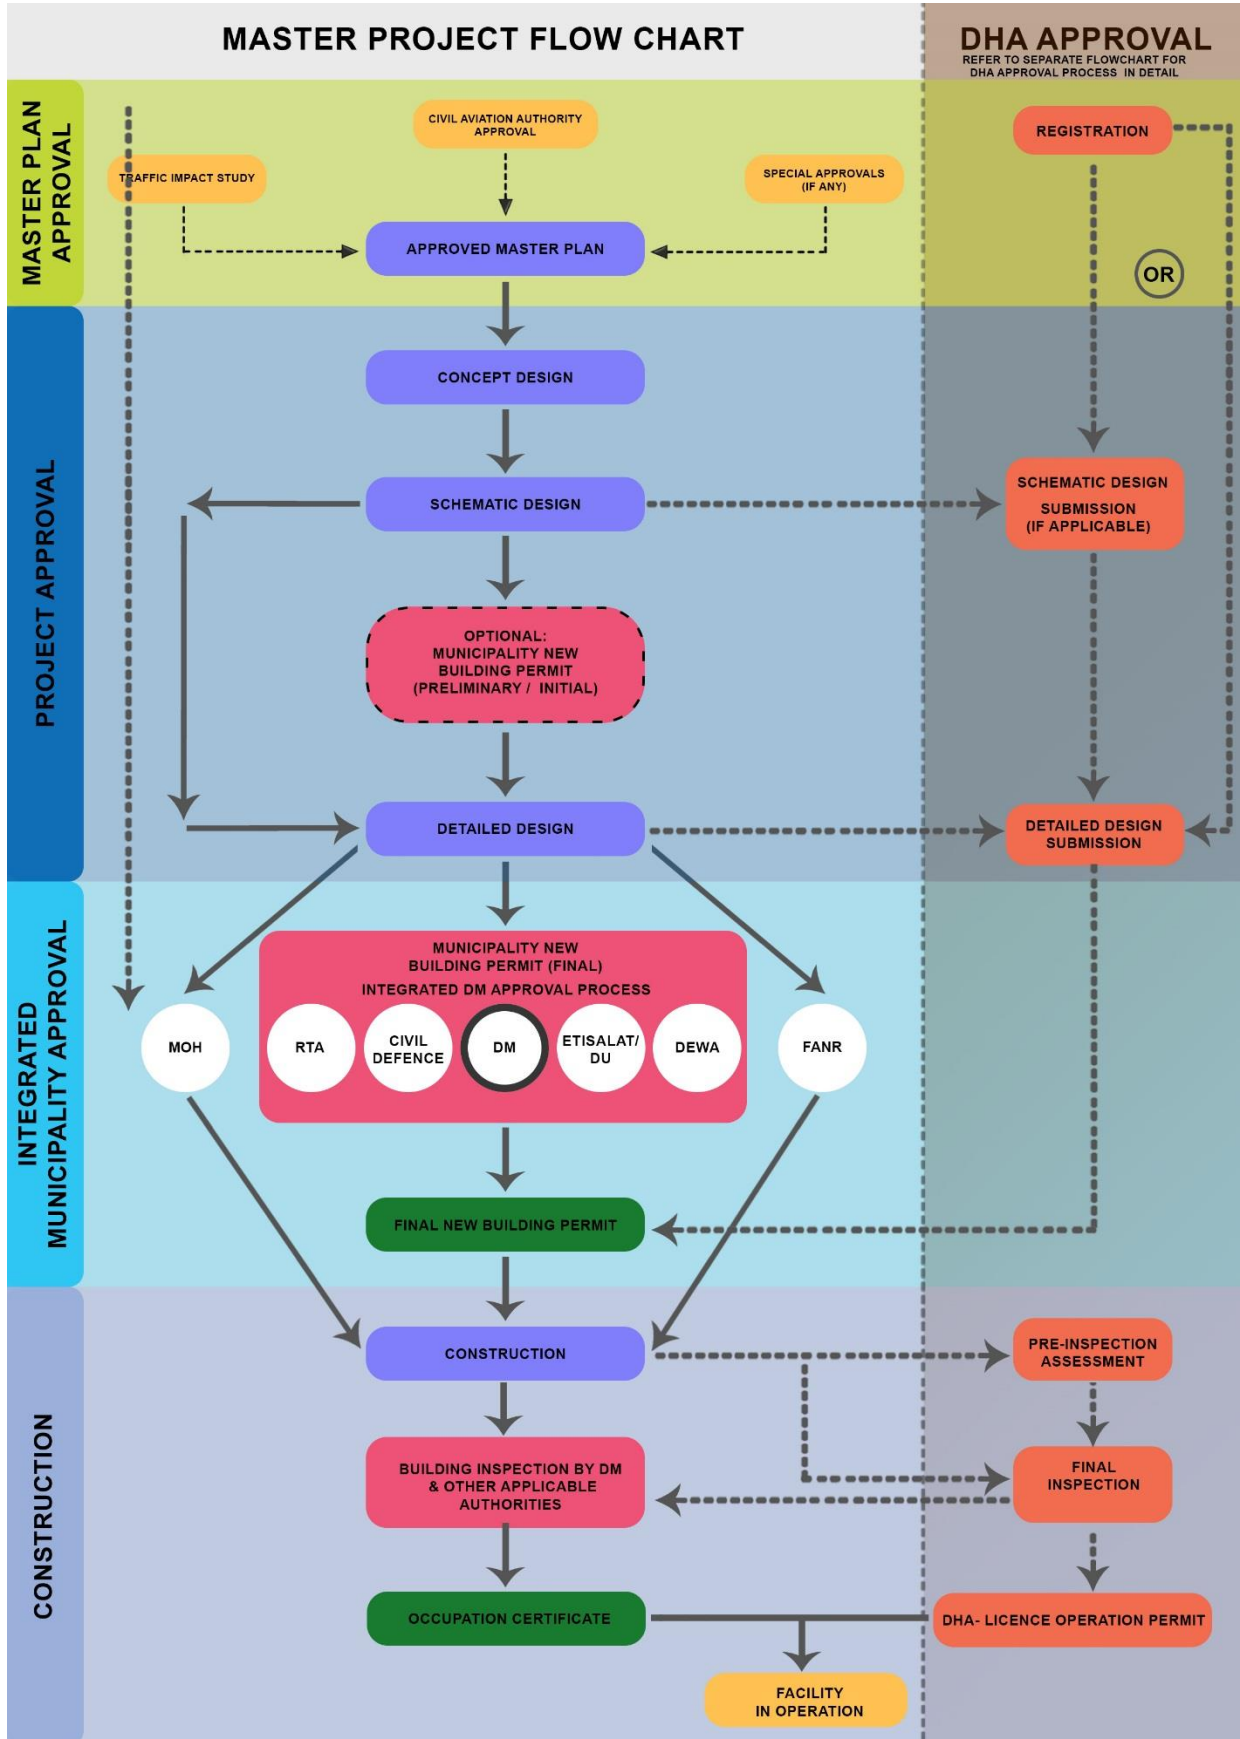 MASTER PROJECT FLOW CHART
DHA APPROVAL
REFER TO SEPARATE FLOWCHART FOR
DHA APPROVAL PROCESS IN DETAIL
MASTER PLAN
APPROVAL
CIVIL AVIATION AUTHORITY
APPROVAL
TRAFFIC IMPACT STUDY
SPECIAL APPROVALS
(IF ANY)
REGISTRATION
APPROVED MASTER PLAN
OR
PROJECT APPROVAL
CONCEPT DESIGN
SCHEMATIC DESIGN
SCHEMATIC DESIGN
SUBMISSION
(IF APPLICABLE)
OPTIONAL:
MUNICIPALITY NEW
BUILDING PERMIT
(PRELIMINARY / INITIAL)
DETAILED DESIGN
DETAILED DESIGN
SUBMISSION
INTEGRATED
MUNICIPALITY APPROVAL
MUNICIPALITY NEW
BUILDING PERMIT (FINAL)
INTEGRATED DM APPROVAL PROCESS
MOH
RTA
CIVIL
DEFENCE
DM
ETISALAT/
DU
DEWA
FANR
FINAL NEW BUILDING PERMIT
CONSTRUCTION
CONSTRUCTION
PRE-INSPECTION
ASSESSMENT
BUILDING INSPECTION BY DM
& OTHER APPLICABLE
AUTHORITIES
FINAL
INSPECTION
OCCUPATION CERTIFICATE
DHA- LICENCE OPERATION PERMIT
FACILITY
IN OPERATION